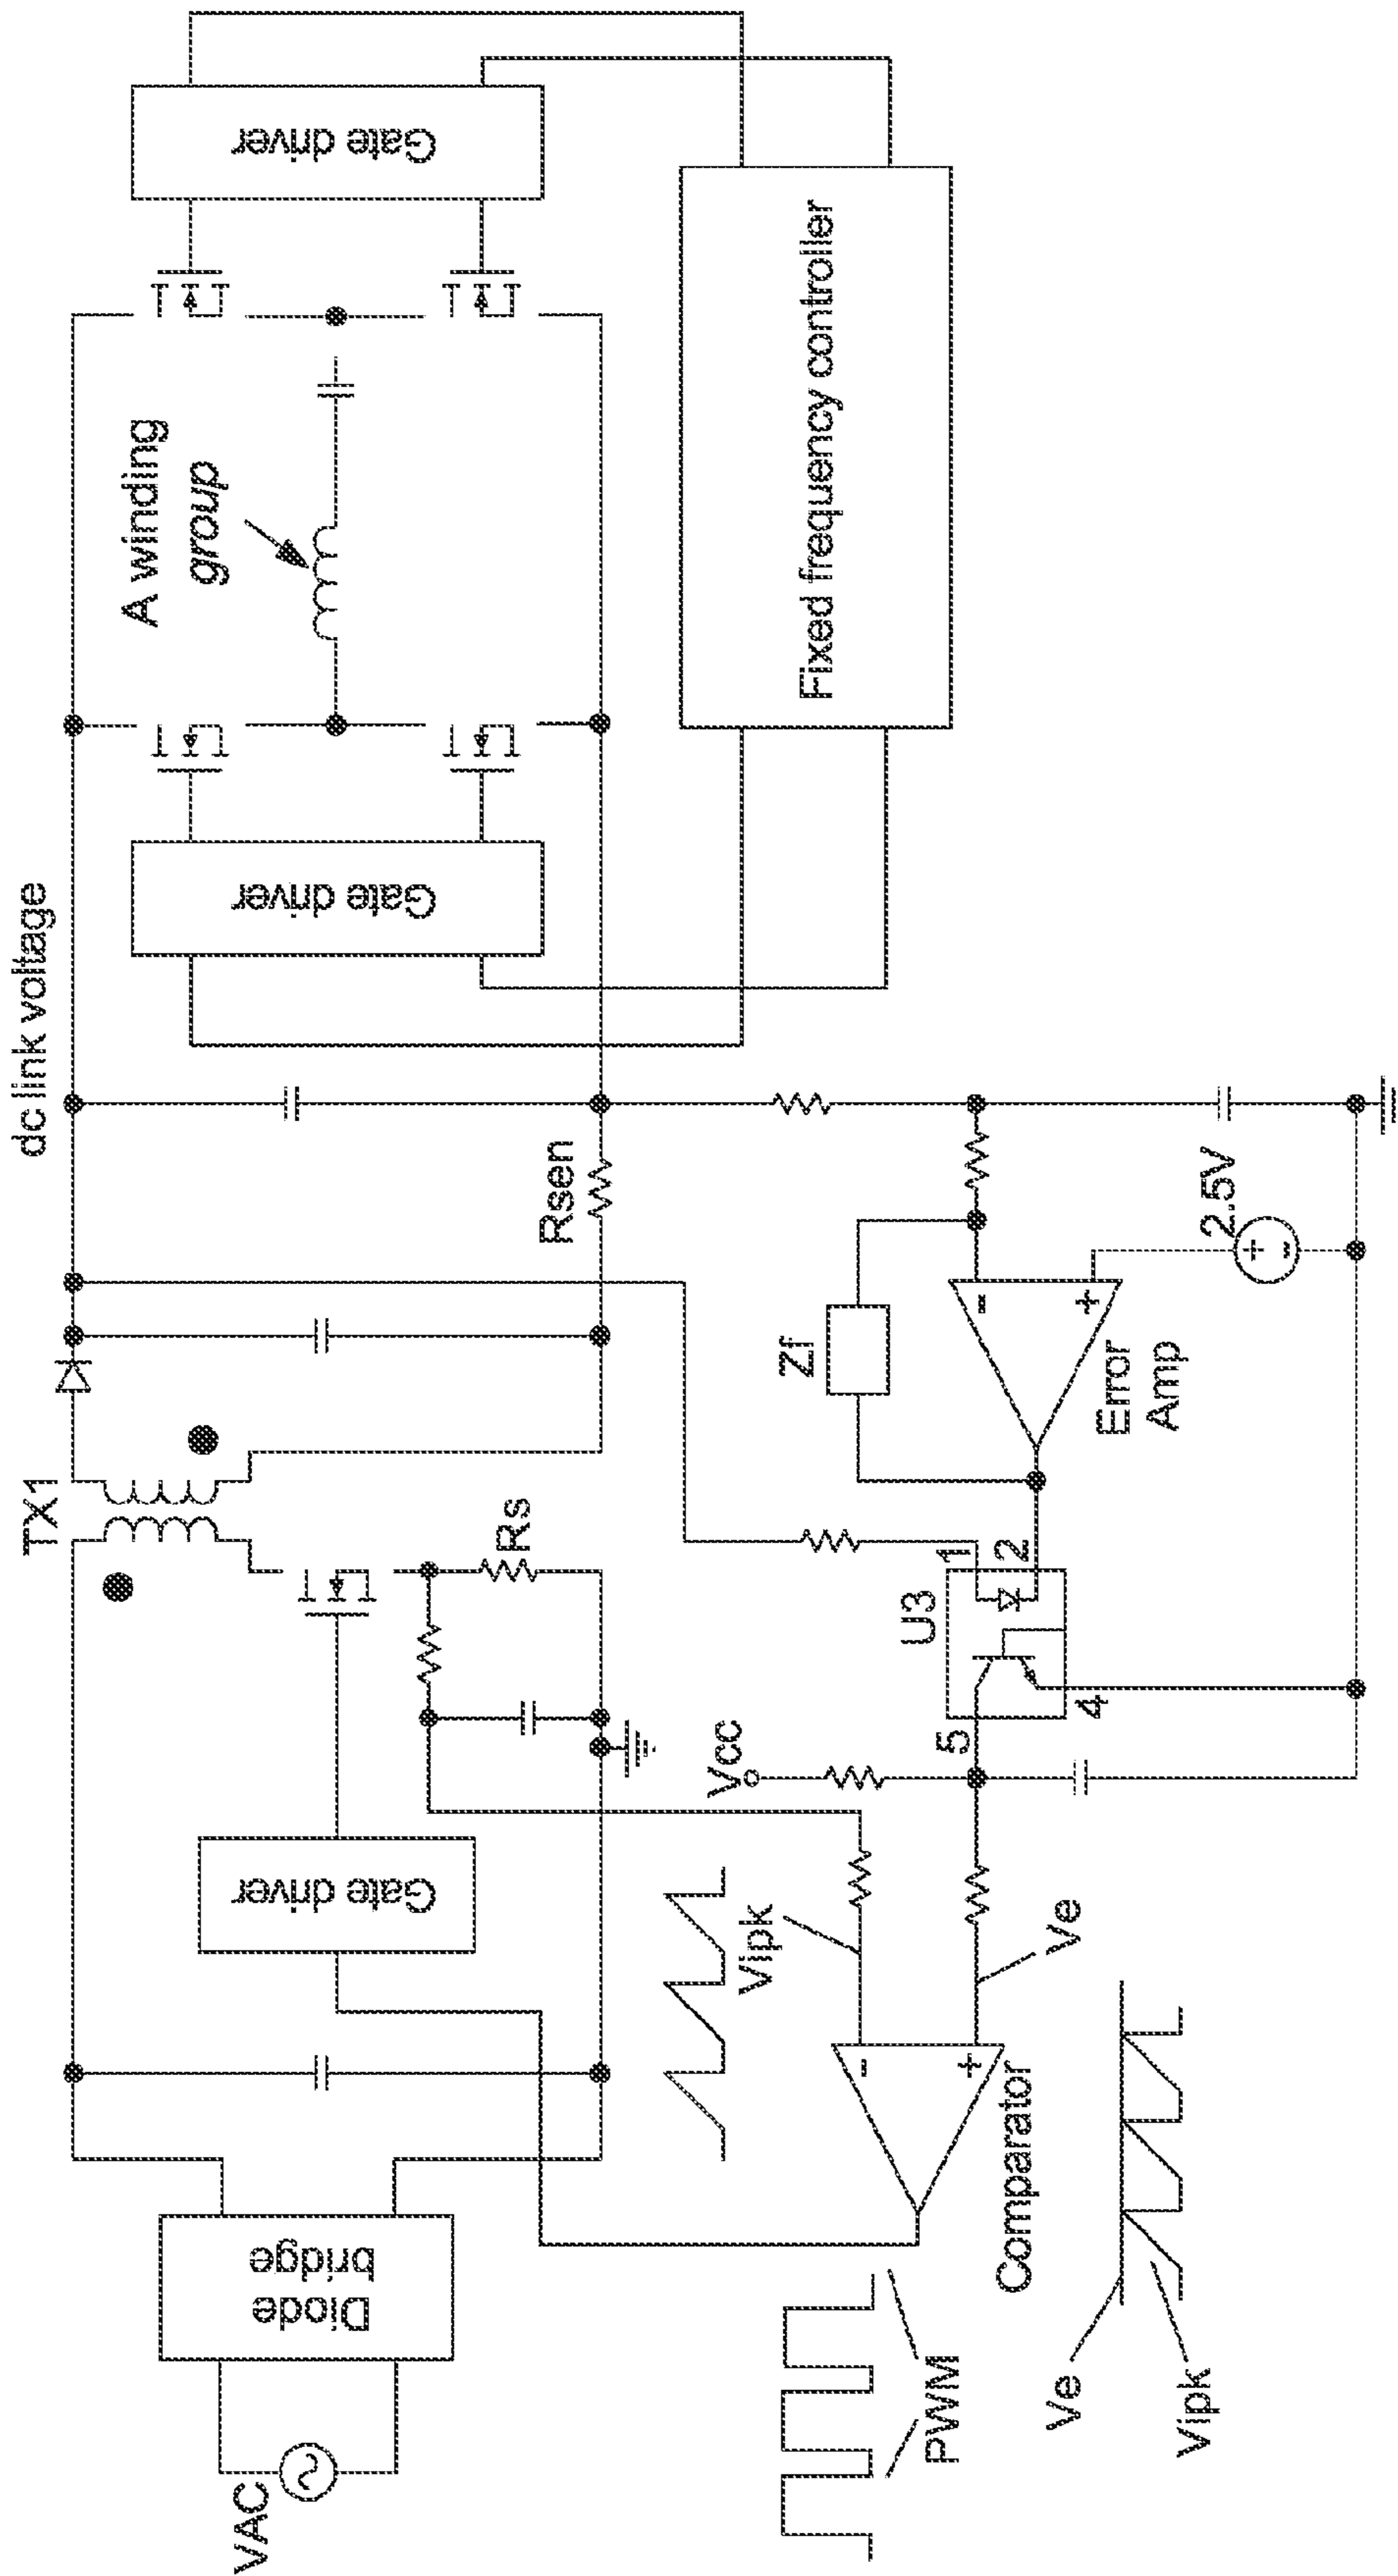 VAC
Diode
bridge
Gate driver
TX1
Rs
dc link voltage
Rsen
Gate driver
A winding
group
Gate driver
Fixed frequency controller
PWM
Comparator
-
+
Vipk
Ve
Ve
Vipk
Vcc
5
4
U3
1
2
Zf
-
+
Error
Amp
2.5V
+
-